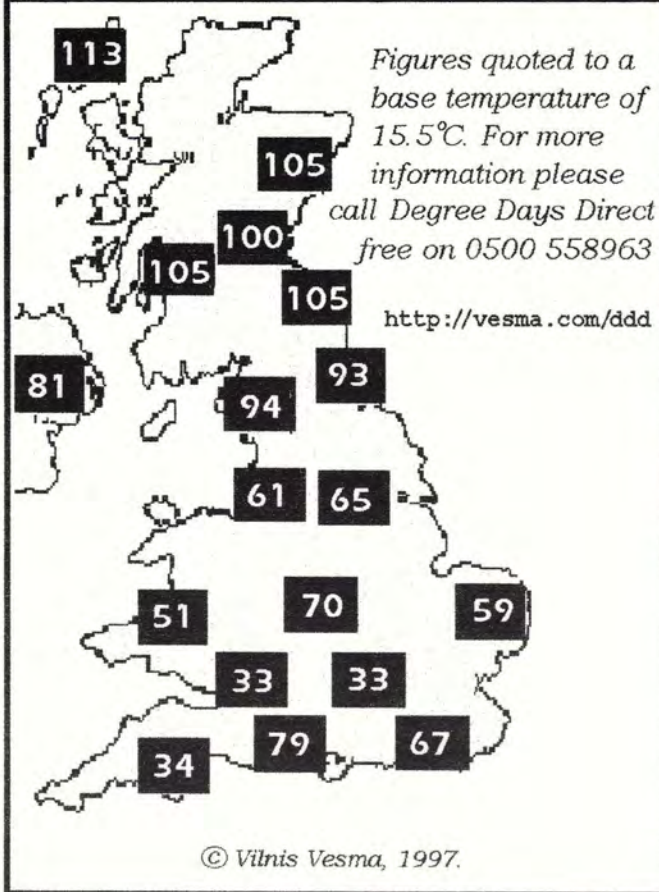 113
Figures quoted to a
base temperature of
15.5°C. For more
information please
call Degree Days Direct
free on 0500 558963
http://vesma.com/ddd
105
100
105
105
93
81
94
61
65
51
70
59
33
33
79
67
34
© Vilnis Vesma, 1997.